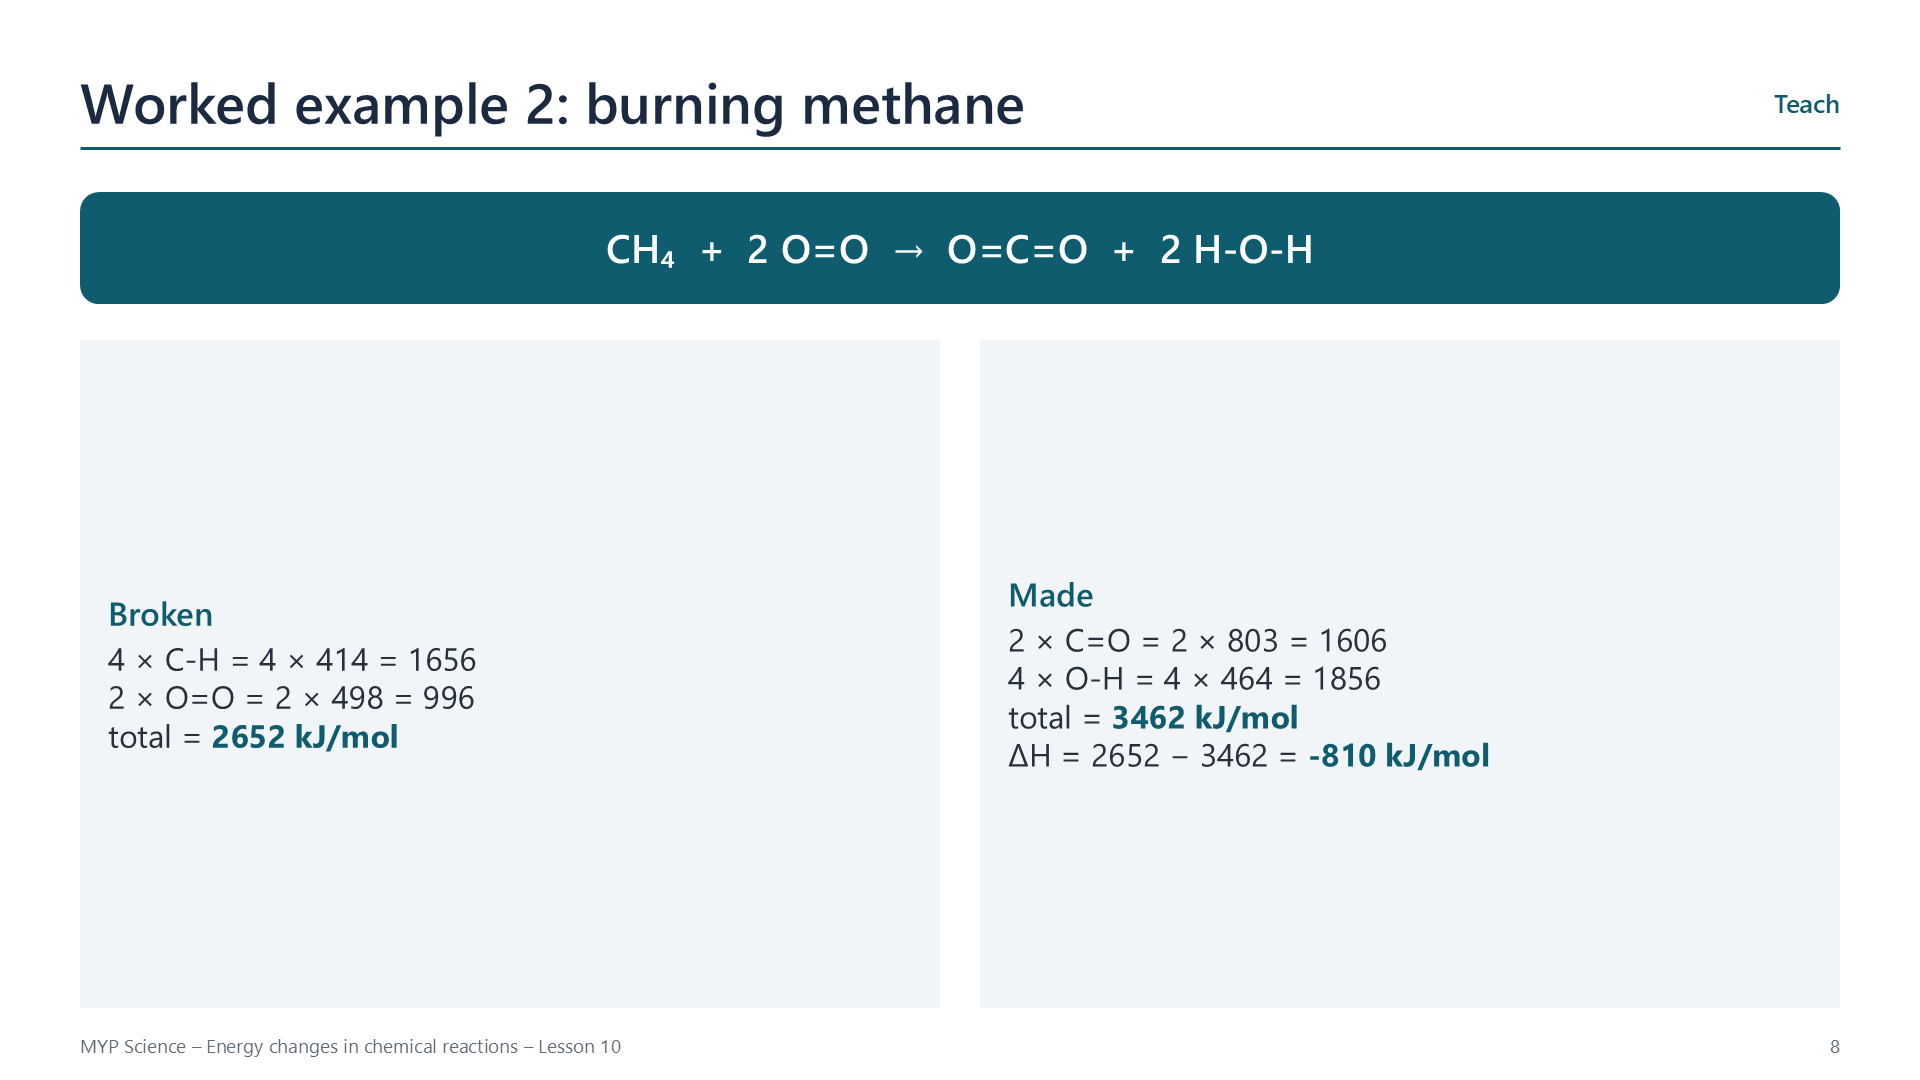 Worked example 2: burning methane
Teach
CH₄ + 2 O=O → O=C=O + 2 H-O-H
Broken
4 × C-H = 4 × 414 = 1656
2 × O=O = 2 × 498 = 996
total = 2652 kJ/mol
Made
2 × C=O = 2 × 803 = 1606
4 × O-H = 4 × 464 = 1856
total = 3462 kJ/mol
ΔH = 2652 − 3462 = -810 kJ/mol
MYP Science – Energy changes in chemical reactions – Lesson 10
8